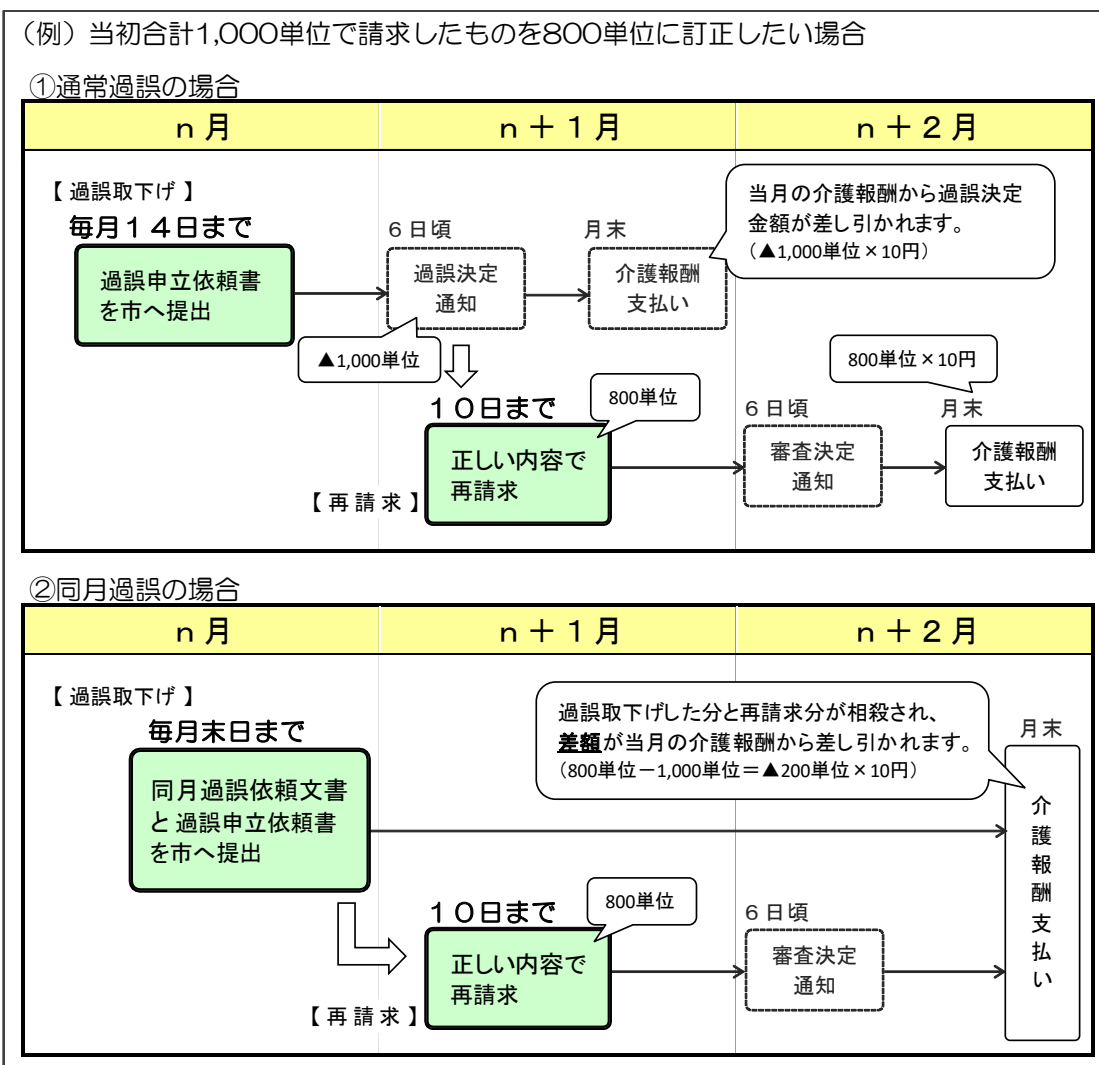 （例）当初合計1,000単位で請求したものを800単位に訂正したい場合
①通常過誤の場合
ｎ月
ｎ＋１月
ｎ＋２月
【過誤取下げ】
毎月１４日まで
過誤申立依頼書
を市へ提出
６日頃
過誤決定
通知
▲1,000単位
月末
介護報酬
支払い
当月の介護報酬から過誤決定
金額が差し引かれます。
（▲1,000単位×10円）
１０日まで
800単位
正しい内容で
再請求
【再請求】
６日頃
審査決定
通知
800単位×10円
月末
介護報酬
支払い
②同月過誤の場合
ｎ月
ｎ＋１月
ｎ＋２月
【過誤取下げ】
毎月末日まで
同月過誤依頼文書
と過誤申立依頼書
を市へ提出
過誤取下げした分と再請求分が相殺され、
差額が当月の介護報酬から差し引かれます。
（800単位－1,000単位＝▲200単位×10円）
月末
介護報酬支払い
１０日まで
800単位
正しい内容で
再請求
【再請求】
６日頃
審査決定
通知